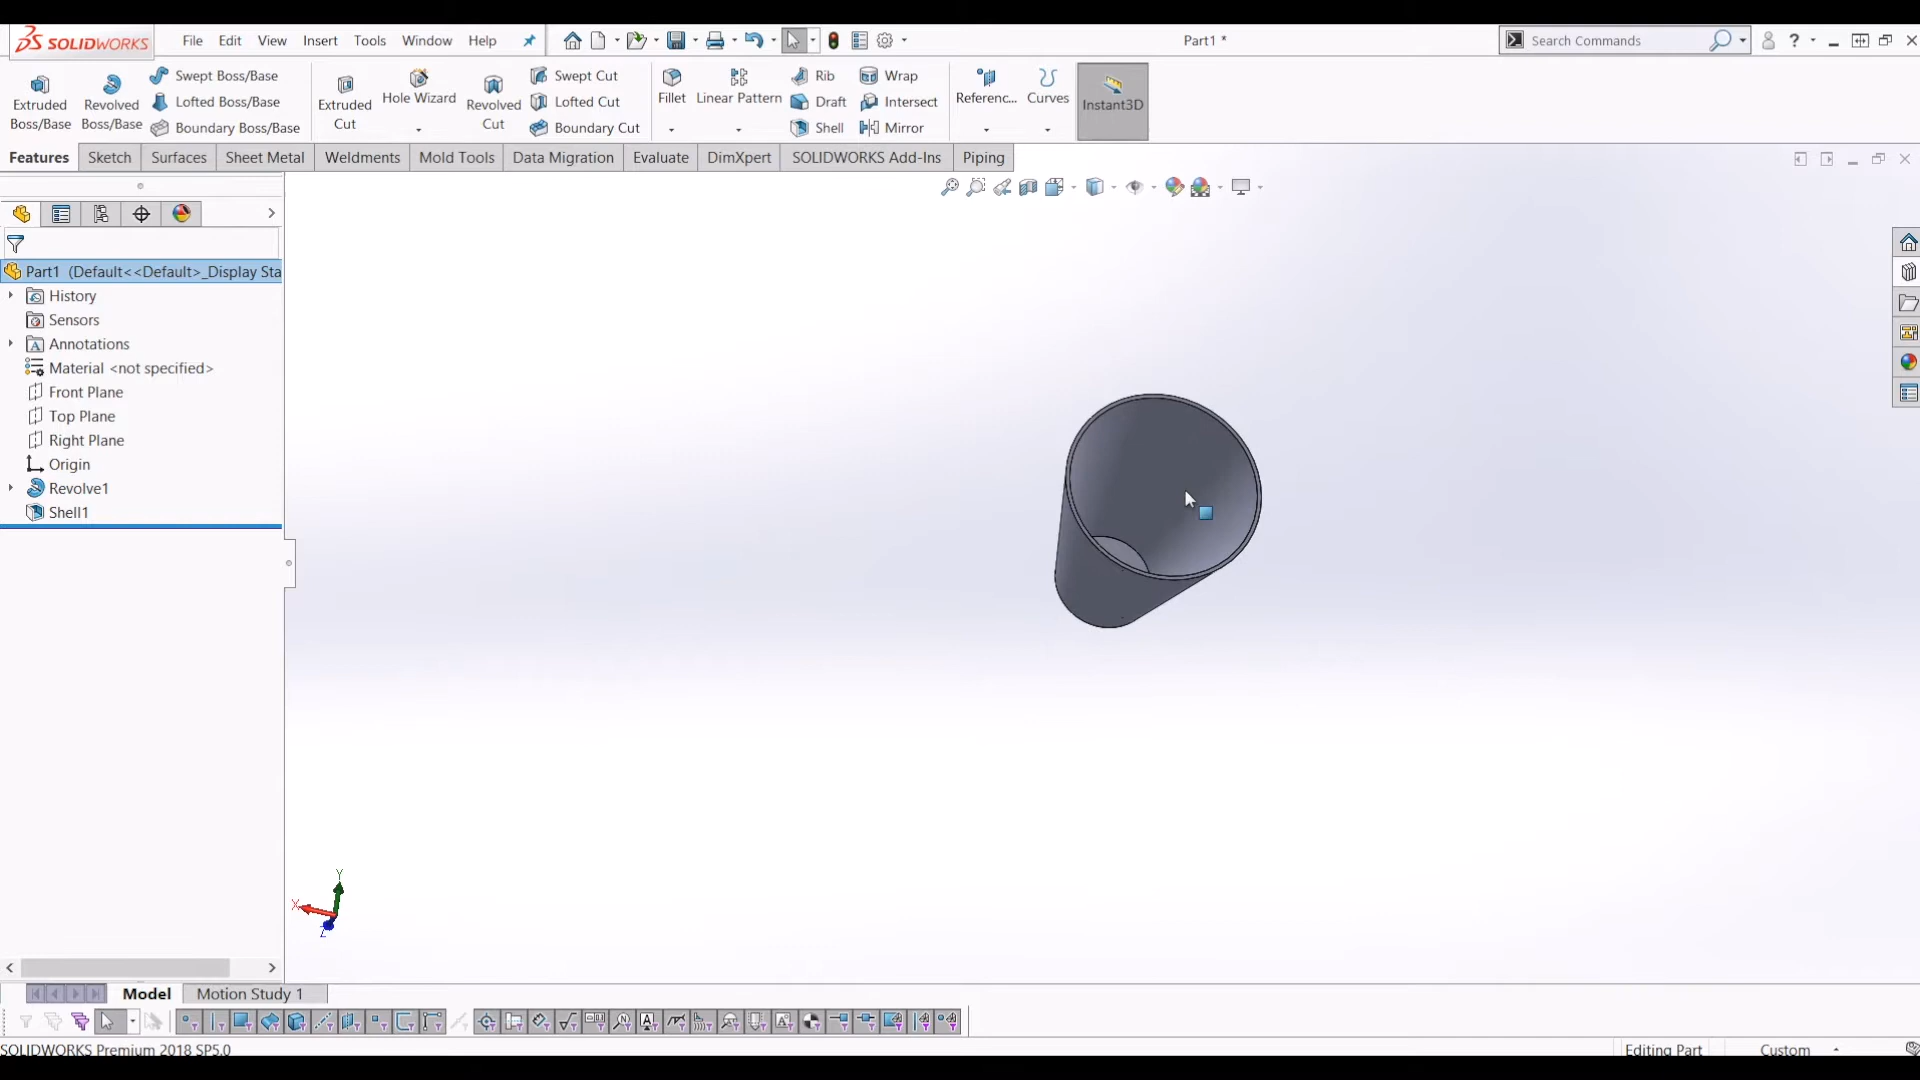 SOLIDWORKS File Edit View Insert Tools Window Help Part1 * Search Commands
Extruded Boss/Base
Revolved Boss/Base
Swept Boss/Base
Lofted Boss/Base
Boundary Boss/Base
Extruded Cut
Hole Wizard
Revolved Cut
Swept Cut
Lofted Cut
Boundary Cut
Fillet
Linear Pattern
Rib
Draft
Shell
Wrap
Intersect
Mirror
Referenc...
Curves
Instant3D
Features Sketch Surfaces Sheet Metal Weldments Mold Tools Data Migration Evaluate DimXpert SOLIDWORKS Add-Ins Piping
Part1 (Default<<Default>_Display Sta
History
Sensors
Annotations
Material <not specified>
Front Plane
Top Plane
Right Plane
Origin
Revolve1
Shell1
Y
X
Z
Model Motion Study 1
SOLIDWORKS Premium 2018 SP5.0 Editing Part Custom